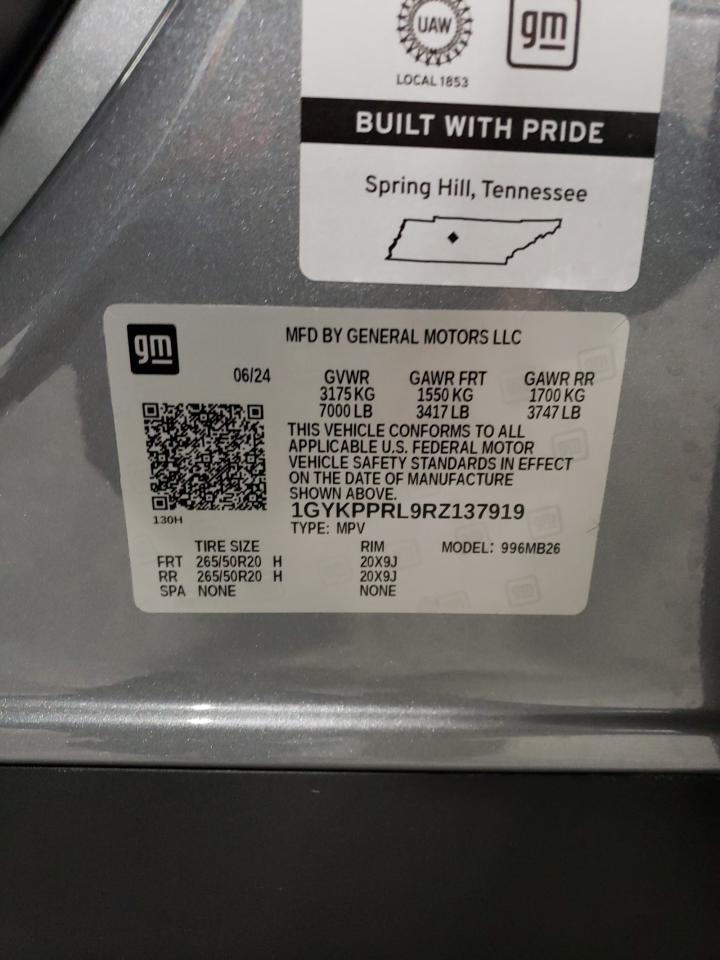 UAW
gm
LOCAL 1853
BUILT WITH PRIDE
Spring Hill, Tennessee
gm
MFD BY GENERAL MOTORS LLC
06/24 GVWR GAWR FRT GAWR RR
3175 KG 1550 KG 1700 KG
7000 LB 3417 LB 3747 LB
THIS VEHICLE CONFORMS TO ALL
APPLICABLE U.S. FEDERAL MOTOR
VEHICLE SAFETY STANDARDS IN EFFECT
ON THE DATE OF MANUFACTURE
SHOWN ABOVE.
1GYKPPRL9RZ137919
130H
TYPE: MPV
TIRE SIZE RIM MODEL: 996MB26
FRT 265/50R20 H 20X9J
RR 265/50R20 H 20X9J
SPA NONE NONE